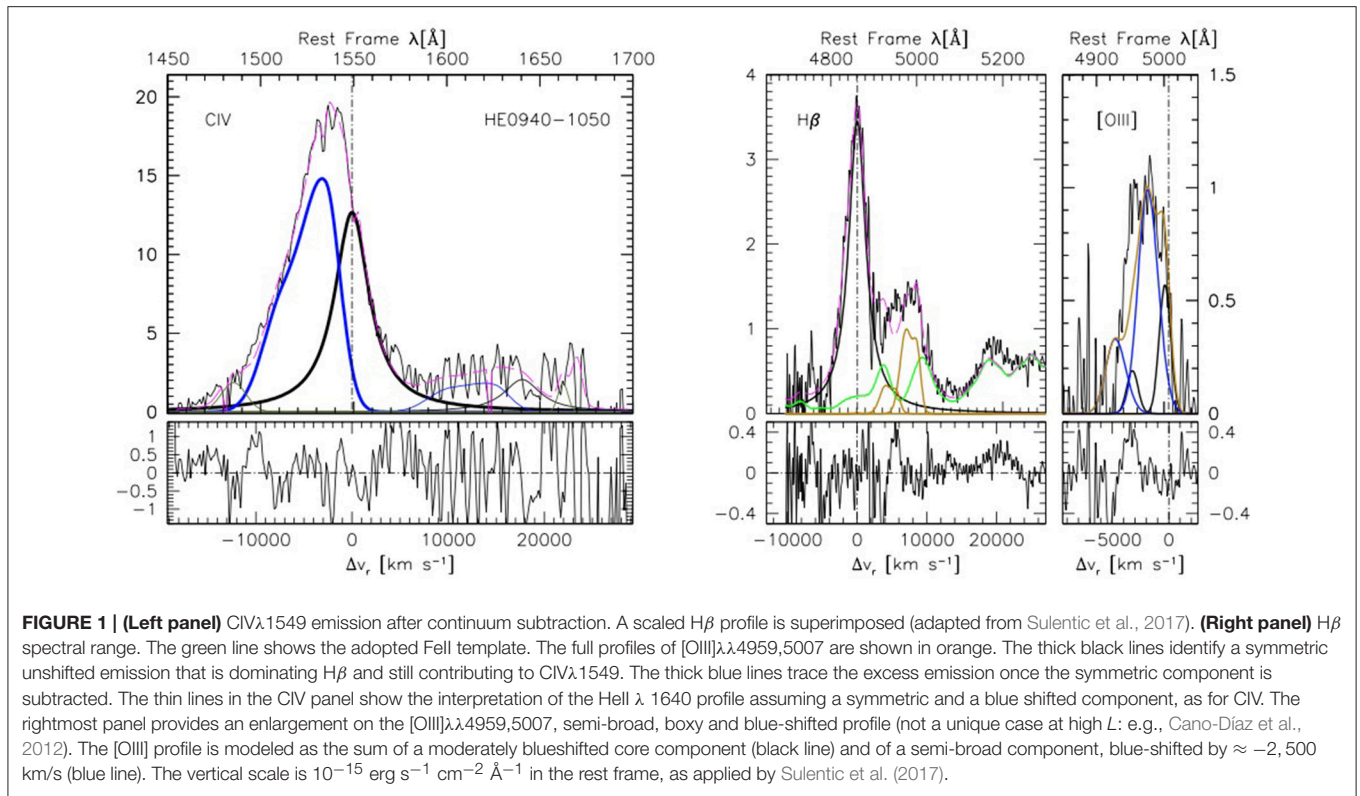 Rest Frame λ[Å]
1450 1500 1550 1600 1650 1700
CIV
HE0940−1050
20
15
10
5
0
1
0.5
0
−0.5
−1
−10000 0 10000 20000
Δvr [km s−1]
Rest Frame λ[Å]
4800 5000 5200
Hβ
4
3
2
1
0
0.4
0
−0.4
−10000 0 10000 20000
Δvr [km s−1]
Rest Frame λ[Å]
4900 5000
[OIII]
1.5
1
0.5
0
0.4
0.2
0
−0.2
−0.4
−5000 0
Δvr [km s−1]
FIGURE 1 | (Left panel) CIVλ1549 emission after continuum subtraction. A scaled Hβ profile is superimposed (adapted from Sulentic et al., 2017). (Right panel) Hβ
spectral range. The green line shows the adopted FeII template. The full profiles of [OIII]λλ4959,5007 are shown in orange. The thick black lines identify a symmetric
unshifted emission that is dominating Hβ and still contributing to CIVλ1549. The thick blue lines trace the excess emission once the symmetric component is
subtracted. The thin lines in the CIV panel show the interpretation of the HeII λ 1640 profile assuming a symmetric and a blue shifted component, as for CIV. The
rightmost panel provides an enlargement on the [OIII]λλ4959,5007, semi-broad, boxy and blue-shifted profile (not a unique case at high L: e.g., Cano-Díaz et al.,
2012). The [OIII] profile is modeled as the sum of a moderately blueshifted core component (black line) and of a semi-broad component, blue-shifted by ≈ −2, 500
km/s (blue line). The vertical scale is 10−15 erg s−1 cm−2 Å−1 in the rest frame, as applied by Sulentic et al. (2017).